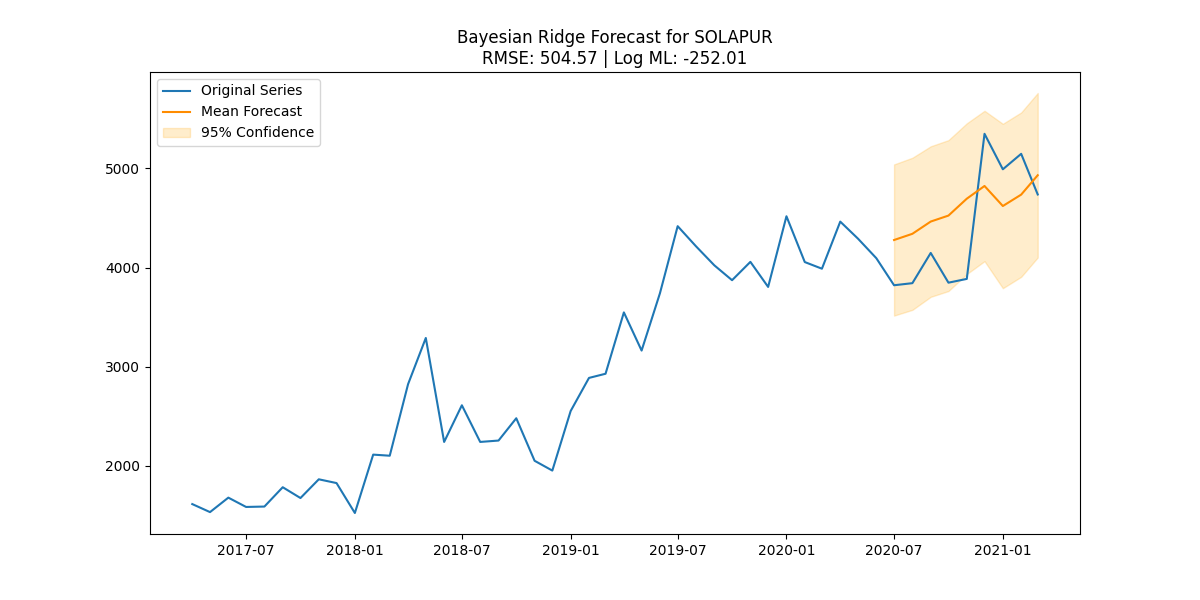 Bayesian Ridge Forecast for SOLAPUR
RMSE: 504.57 | Log ML: -252.01
Original Series
Mean Forecast
95% Confidence
5000
4000
3000
2000
2017-07 2018-01 2018-07 2019-01 2019-07 2020-01 2020-07 2021-01